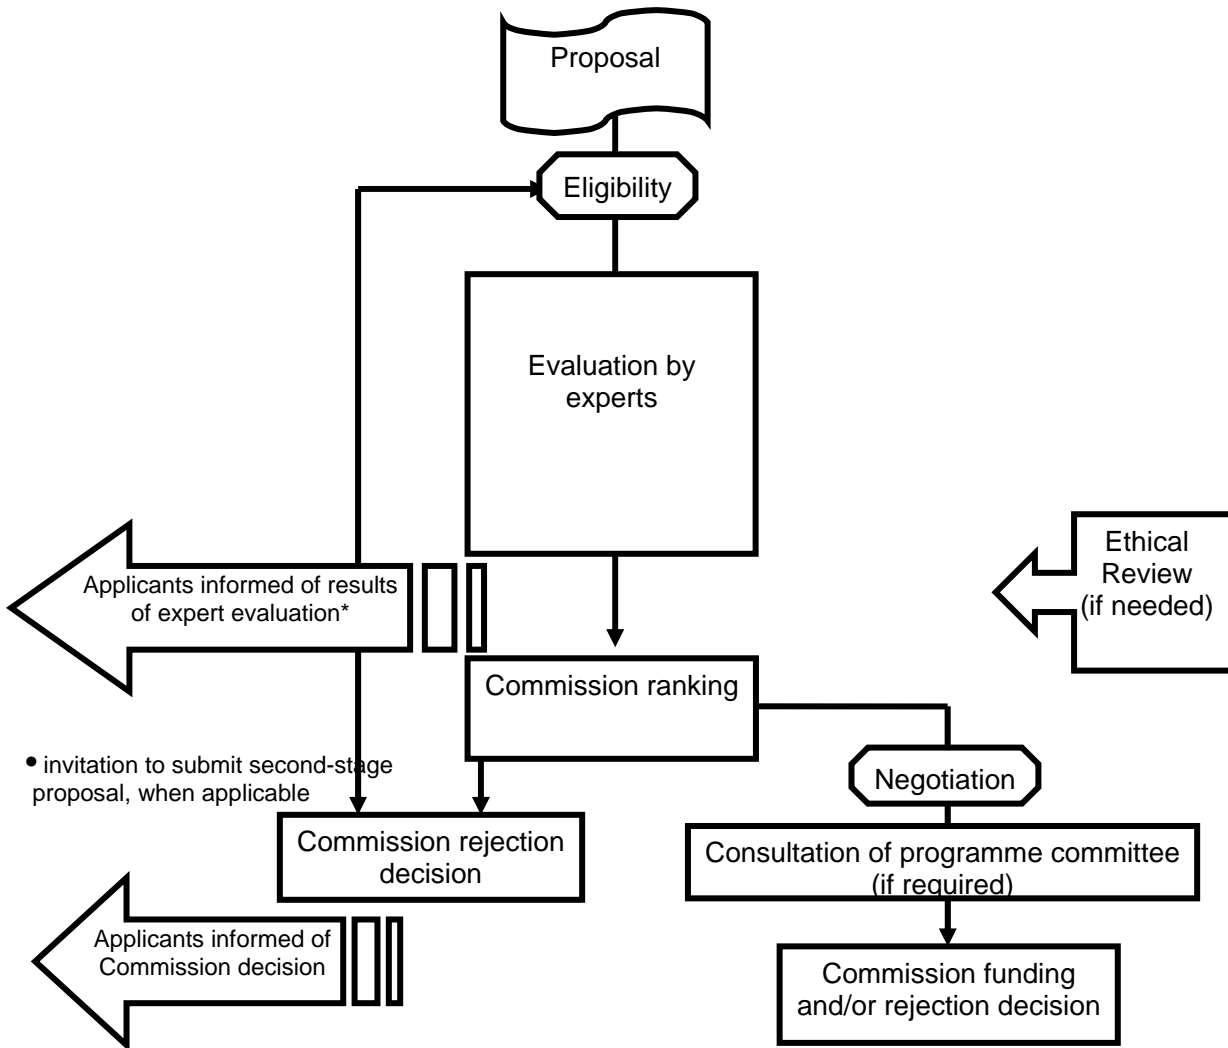 Proposal
Eligibility
Evaluation by
experts
Ethical
Review
(if needed)
Applicants informed of results
of expert evaluation*
Commission ranking
• invitation to submit second-stage
proposal, when applicable
Negotiation
Commission rejection
decision
Consultation of programme committee
(if required)
Applicants informed of
Commission decision
Commission funding
and/or rejection decision